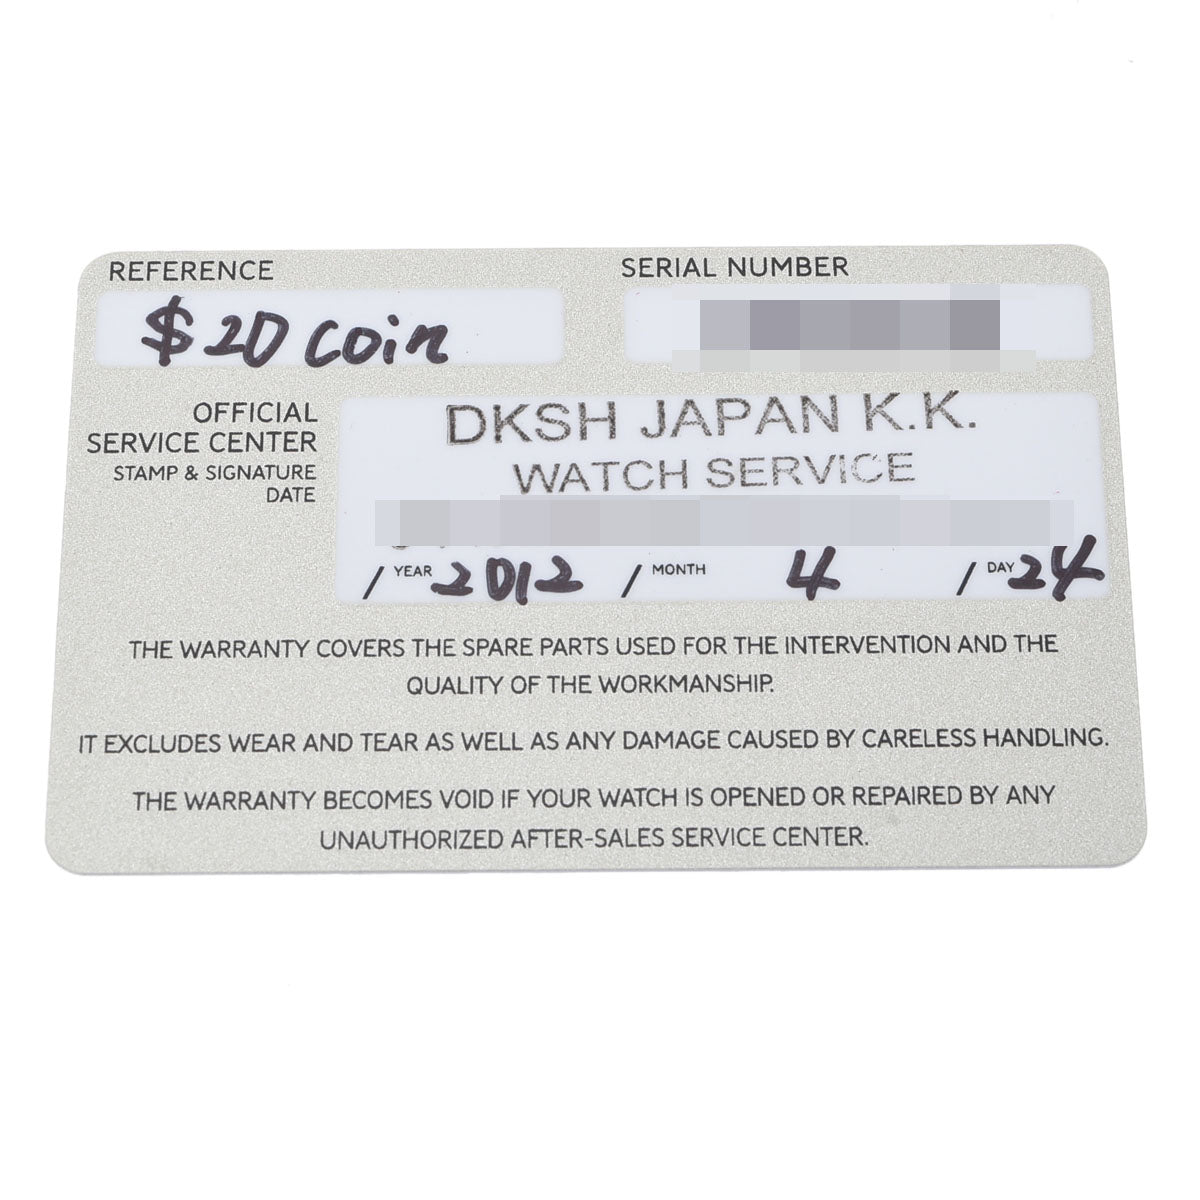 REFERENCE
$20 coin
SERIAL NUMBER
OFFICIAL
SERVICE CENTER
STAMP & SIGNATURE
DATE
DKSH JAPAN K.K.
WATCH SERVICE
/ YEAR 2012 / MONTH 4 / DAY 24
THE WARRANTY COVERS THE SPARE PARTS USED FOR THE INTERVENTION AND THE
QUALITY OF THE WORKMANSHIP.
IT EXCLUDES WEAR AND TEAR AS WELL AS ANY DAMAGE CAUSED BY CARELESS HANDLING.
THE WARRANTY BECOMES VOID IF YOUR WATCH IS OPENED OR REPAIRED BY ANY
UNAUTHORIZED AFTER-SALES SERVICE CENTER.